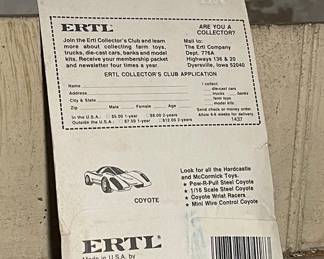 ERTL
ARE YOU A
COLLECTOR?
Join the Ertl Collector's Club and learn
more about collecting farm toys,
trucks, die-cast cars, banks and model
kits. Receive your membership packet
and newsletter four times a year.
Mail to:
The Ertl Company
Dept. 776A
Highways 136 & 20
Dyersville, Iowa 52040
ERTL COLLECTOR'S CLUB APPLICATION
Name
Address
City & State
Zip Male Female Age
In the U.S.A.: $5.00 1-year $8.00 2-years
Outside the U.S.A.: $7.50 1-year $12.00 2-years
I collect:
die-cast cars
trucks banks
farm toys
model kits
Send check or money order.
Allow 4-6 weeks for delivery.
1437
COYOTE
Look for all the Hardcastle
and McCormick Toys.
• Pow-R-Pull Steel Coyote
• 1/16 Scale Steel Coyote
• Coyote Wrist Racers
• Mini Wire Control Coyote
ERTL
Made in U.S.A. by